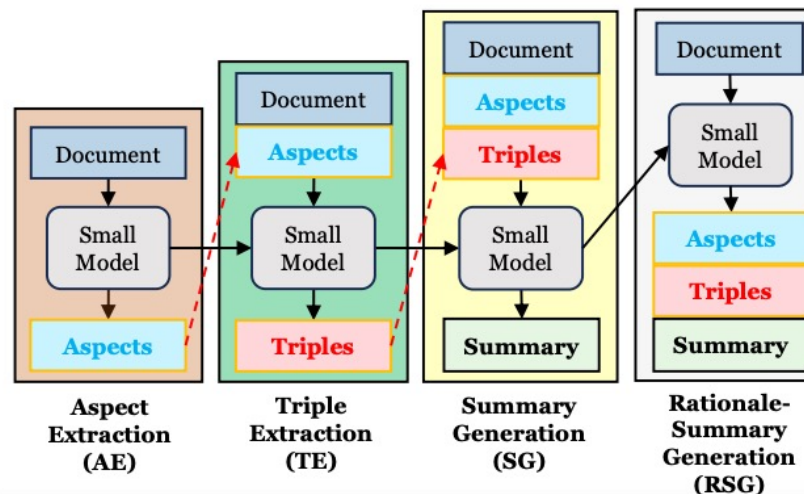 Document
Small
Model
Aspects
Aspect
Extraction
(AE)
Document
Aspects
Small
Model
Triples
Triple
Extraction
(TE)
Document
Aspects
Triples
Small
Model
Summary
Summary
Generation
(SG)
Document
Small
Model
Aspects
Triples
Summary
Rationale-
Summary
Generation
(RSG)